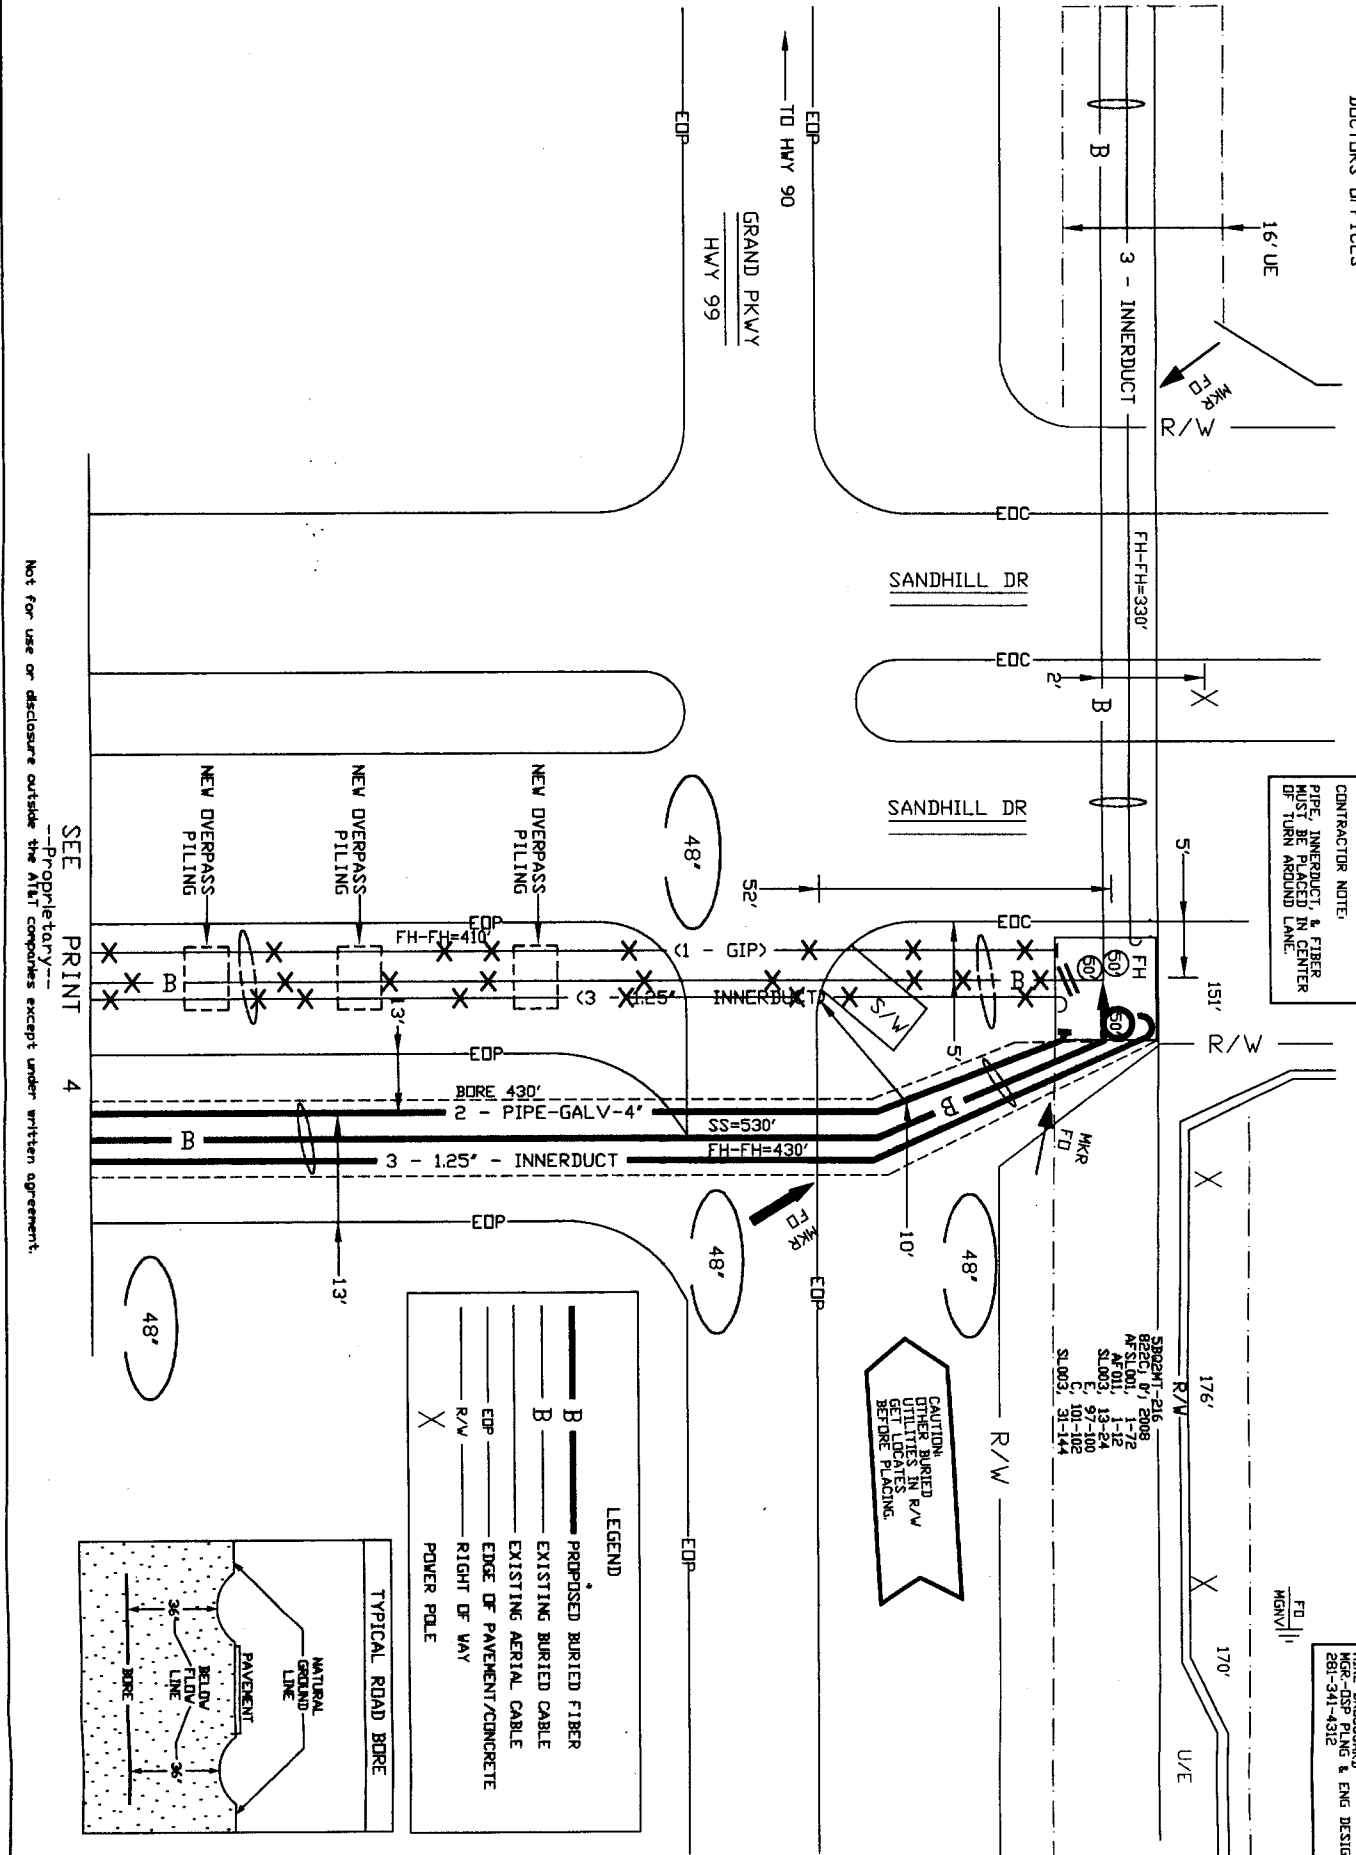 16' UE
B
3 - INNERDUCT
MKR
FO
R/W
EOP
TO HWY 90
EOP
GRAND PKWY
HWY 99
EOC
SANDHILL DR
FH-FH=330'
EOC
2'
X
B
SANDHILL DR
CONTRACTOR NOTE:
PIPE, INNERDUCT, & FIBER
MUST BE PLACED IN CENTER
OF TURN AROUND LANE.
5'
151'
R/W
52'
EOC
FH
50'
50'
50'
48"
NEW OVERPASS
PILING
NEW OVERPASS
PILING
NEW OVERPASS
PILING
EOP
FH-FH=410'
(1 - GIP)
B
B
(3 - 1.25" INNERDUCT)
S/W
5'
13'
EOP
BORE 430'
2 - PIPE-GALV-4"
SS=530'
B
B
FH-FH=430'
3 - 1.25" - INNERDUCT
MKR
FO
MKR
FO
10'
EOP
13'
48"
48"
48"
EOP
EOP
R/W
X
176'
R/W
5BQ2MT-216
822C, 0', 2008
AFSL001, 1-72
AF011, 1-12
SL003, 13-24
E, 97-100
C, 101-102
SL003, 31-144
X
170'
U/E
FO
MGNV
MGR.-OSP PLNG & ENG DESIG
281-341-4312
CAUTION:
OTHER BURIED
UTILITIES IN R/W
GET LOCATES
BEFORE PLACING.
LEGEND
B PROPOSED BURIED FIBER
B EXISTING BURIED CABLE
EXISTING AERIAL CABLE
EOP EDGE OF PAVEMENT/CONCRETE
R/W RIGHT OF WAY
X POWER POLE
TYPICAL ROAD BORE
NATURAL
GROUND
LINE
PAVEMENT
36"
BELOW
FLOW
LINE
36"
BORE
SEE PRINT 4
--Proprietary--
Not for use or disclosure outside the AT&T companies except under written agreement.